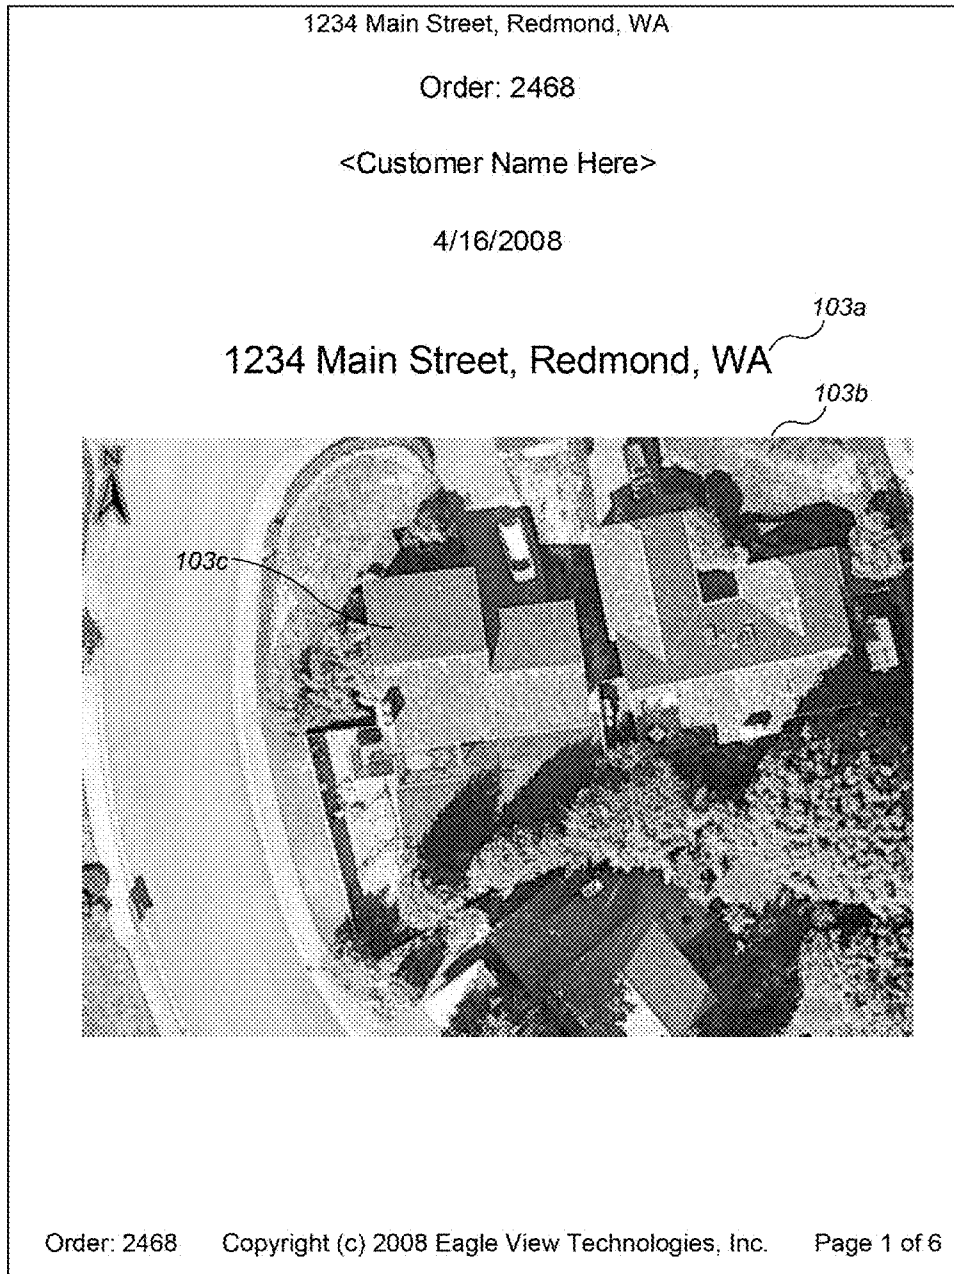 1234 Main Street, Redmond, WA
Order: 2468
<Customer Name Here>
4/16/2008
103a
1234 Main Street, Redmond, WA
103b
N
103c
Order: 2468 Copyright (c) 2008 Eagle View Technologies, Inc. Page 1 of 6